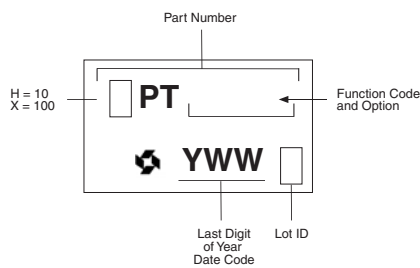 Part Number
H = 10
X = 100
PT
Function Code
and Option
YWW
Last Digit
of Year
Date Code
Lot ID